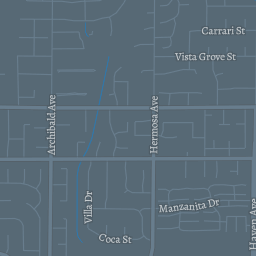 Carrari St
Vista Grove St
Archibald Ave
Hermosa Ave
Villa Dr
Manzanita Dr
Coca St
Haven Ave